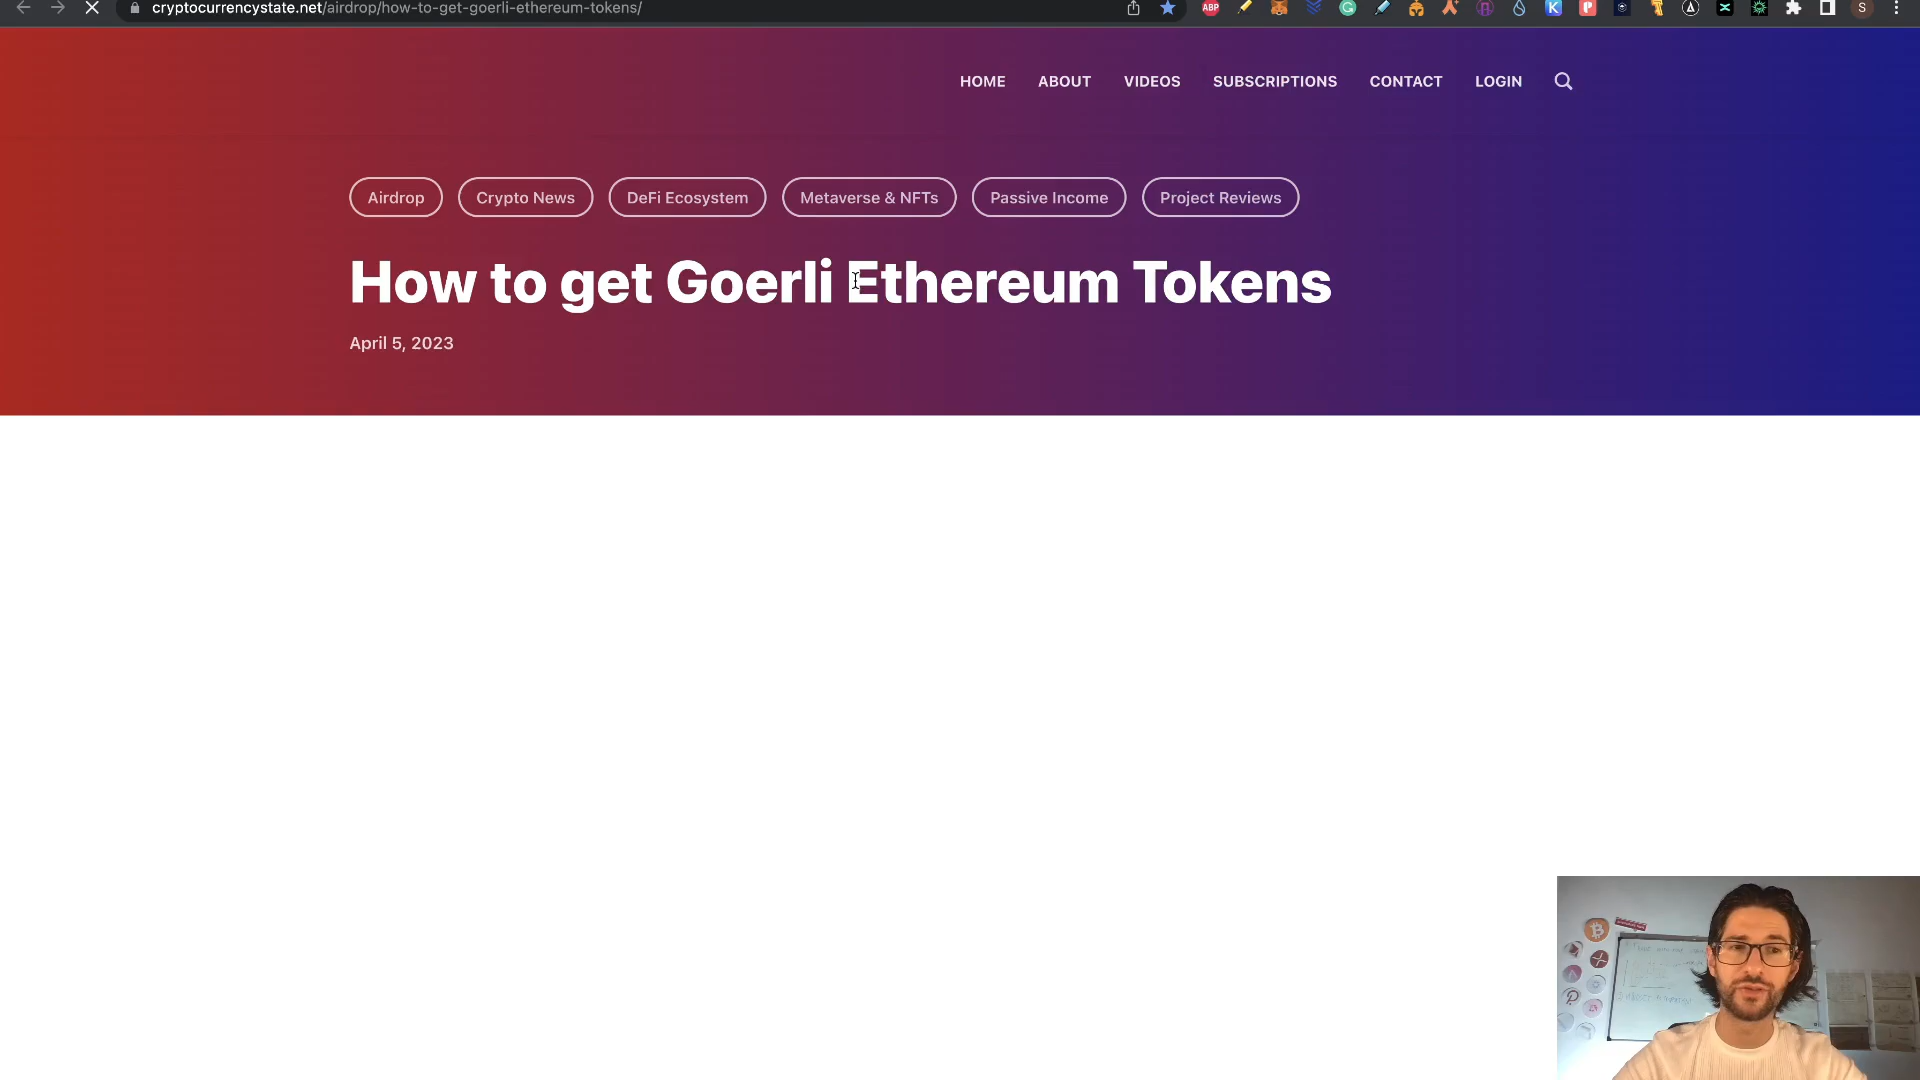 cryptocurrencystate.net/airdrop/how-to-get-goerli-ethereum-tokens/
ABP
K
S
HOME ABOUT VIDEOS SUBSCRIPTIONS CONTACT LOGIN
Airdrop Crypto News DeFi Ecosystem Metaverse & NFTs Passive Income Project Reviews
How to get Goerli Ethereum Tokens
April 5, 2023